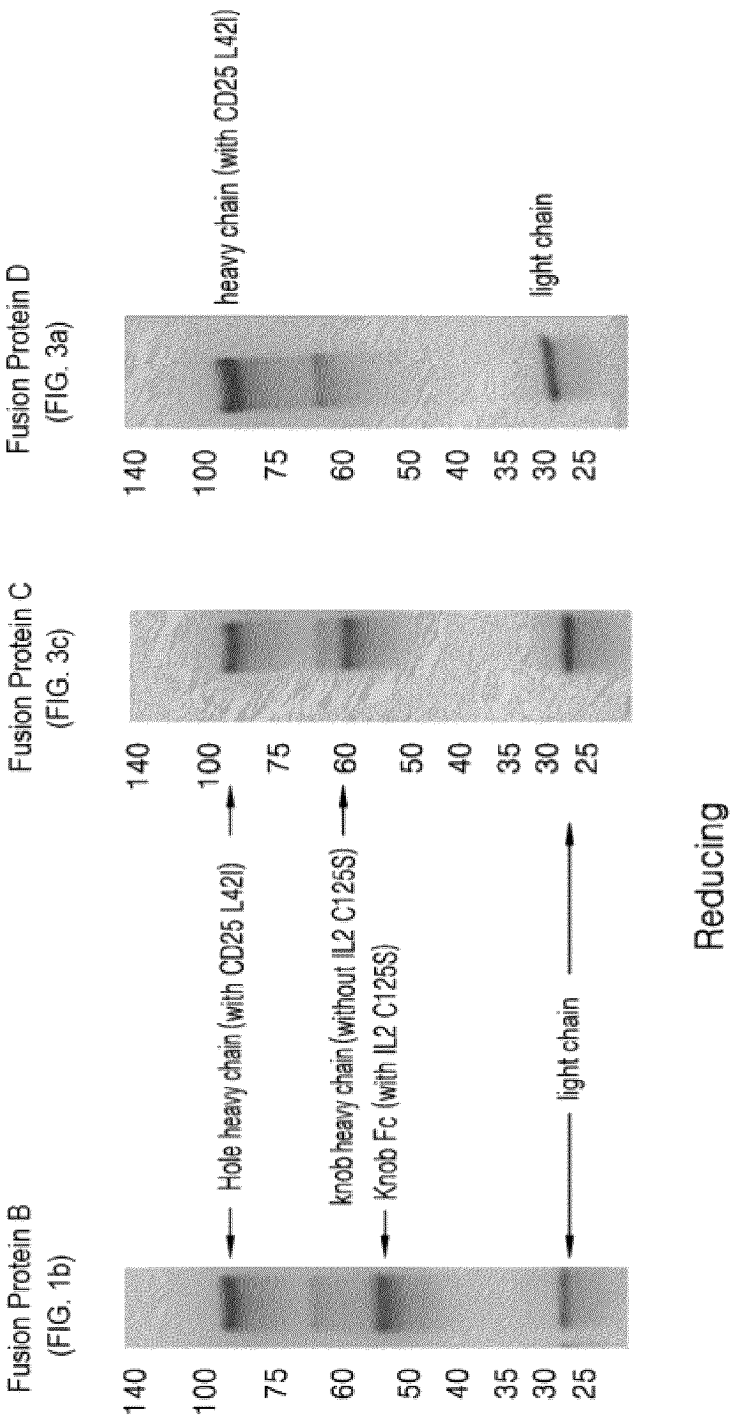 Fusion Protein B
(FIG. 1b)
140
100
75
60
50
40
35
30
25
Hole heavy chain (with CD25 L42I)
knob heavy chain (without IL2 C125S)
Knob Fc (with IL2 C125S)
light chain
Fusion Protein C
(FIG. 3c)
140
100
75
60
50
40
35
30
25
Fusion Protein D
(FIG. 3a)
140
100
75
60
50
40
35
30
25
heavy chain (with CD25 L42I)
light chain
Reducing